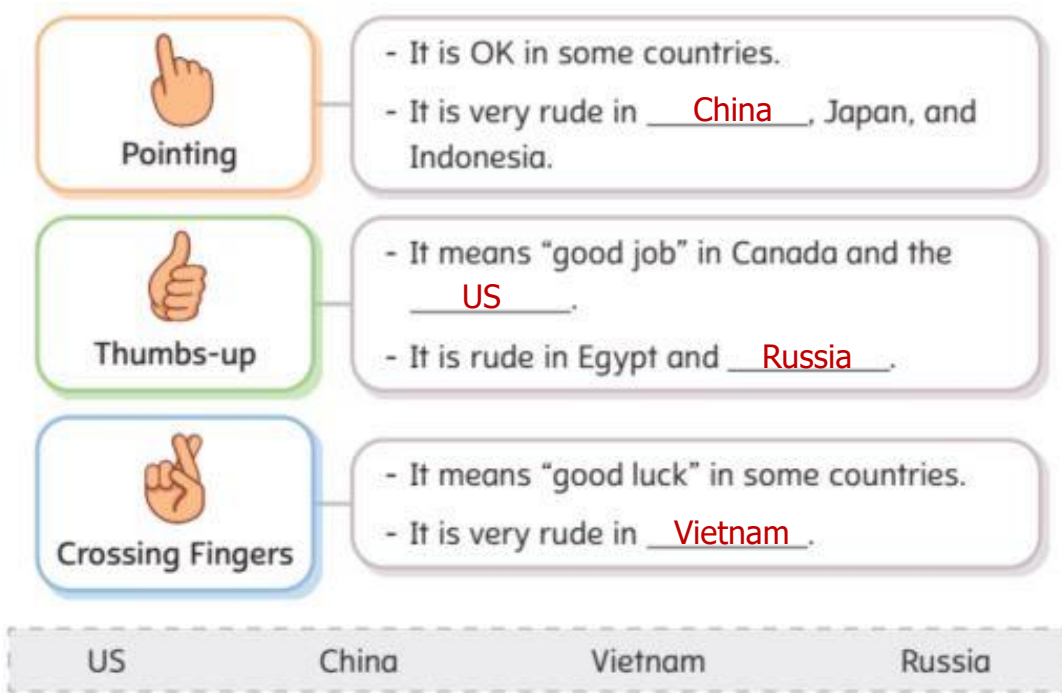 Pointing
- It is OK in some countries.
- It is very rude in China, Japan, and
Indonesia.
Thumbs-up
- It means “good job” in Canada and the
US.
- It is rude in Egypt and Russia.
Crossing Fingers
- It means “good luck” in some countries.
- It is very rude in Vietnam.
US China Vietnam Russia